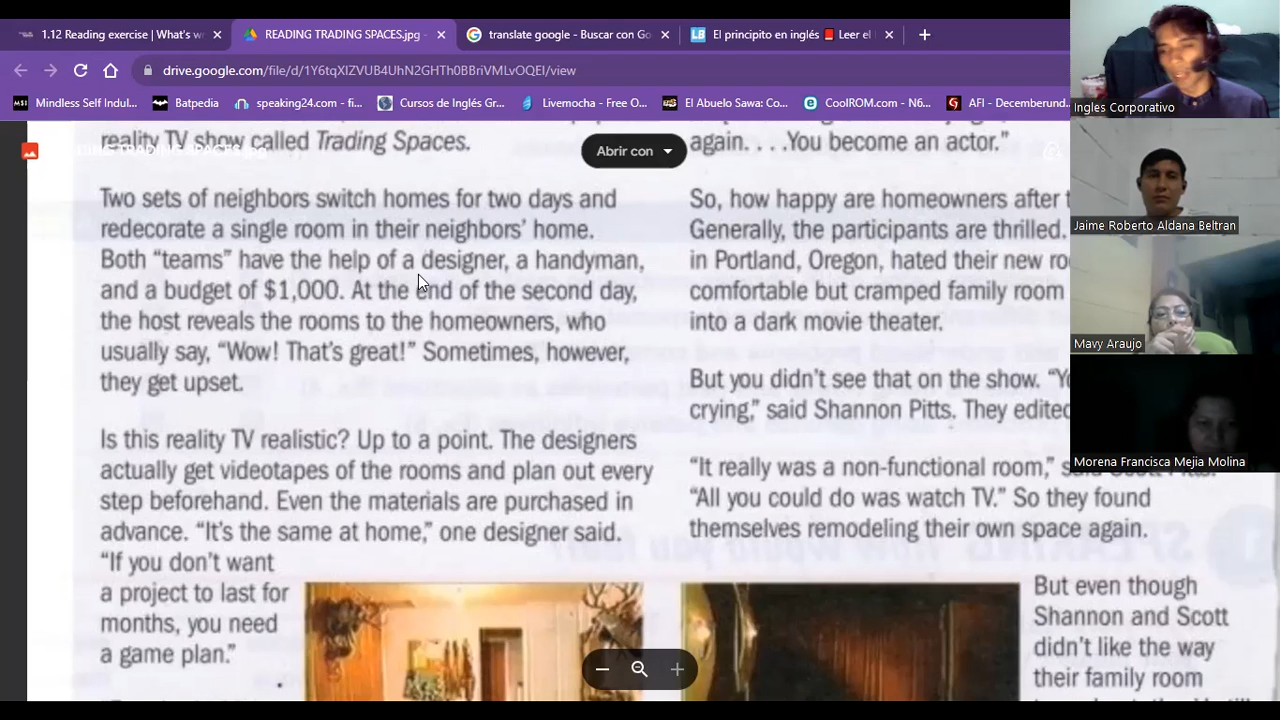 1.12 Reading exercise | What's wr
READING TRADING SPACES.jpg -
translate google - Buscar con Go
El principito en inglés
Leer el
drive.google.com/file/d/1Y6tqXIZVUB4UhN2GHTh0BBriVMLvOQEI/view
Mindless Self Indul...
Batpedia
speaking24.com - fi...
Cursos de Inglés Gr...
Livemocha - Free O...
El Abuelo Sawa: Co...
CoolROM.com - N6...
AFI - Decemberund...
Abrir con
reality TV show called Trading Spaces.
Two sets of neighbors switch homes for two days and
redecorate a single room in their neighbors' home.
Both "teams" have the help of a designer, a handyman,
and a budget of $1,000. At the end of the second day,
the host reveals the rooms to the homeowners, who
usually say, "Wow! That's great!" Sometimes, however,
they get upset.
Is this reality TV realistic? Up to a point. The designers
actually get videotapes of the rooms and plan out every
step beforehand. Even the materials are purchased in
advance. "It's the same at home," one designer said.
"If you don't want
a project to last for
months, you need
a game plan."
again. . . .You become an actor."
So, how happy are homeowners after t
Generally, the participants are thrilled.
in Portland, Oregon, hated their new ro
comfortable but cramped family room
into a dark movie theater.
But you didn't see that on the show. "Yo
crying," said Shannon Pitts. They edited
"It really was a non-functional room," said Scott Pitts.
"All you could do was watch TV." So they found
themselves remodeling their own space again.
But even though
Shannon and Scott
didn't like the way
their family room
Ingles Corporativo
Jaime Roberto Aldana Beltran
Mavy Araujo
Morena Francisca Mejia Molina